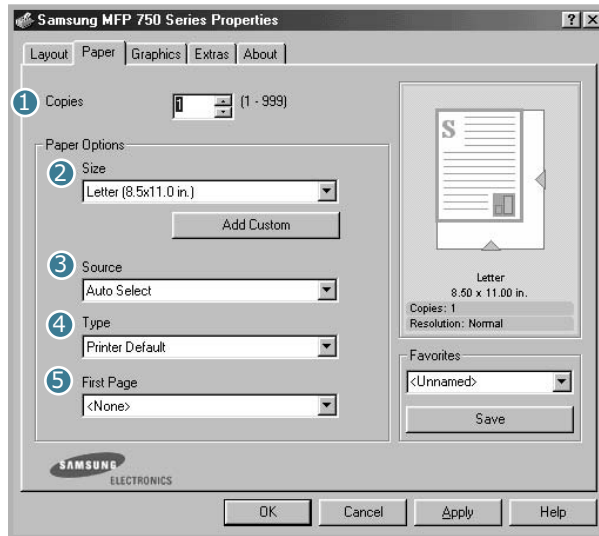 Samsung MFP 750 Series Properties
Layout Paper Graphics Extras About
1 Copies 1 (1 - 999)
Paper Options
2 Size
Letter (8.5x11.0 in.)
Add Custom
3 Source
Auto Select
4 Type
Printer Default
5 First Page
<None>
S
Letter
8.50 x 11.00 in.
Copies: 1
Resolution: Normal
Favorites
<Unnamed>
Save
SAMSUNG
ELECTRONICS
OK Cancel Apply Help